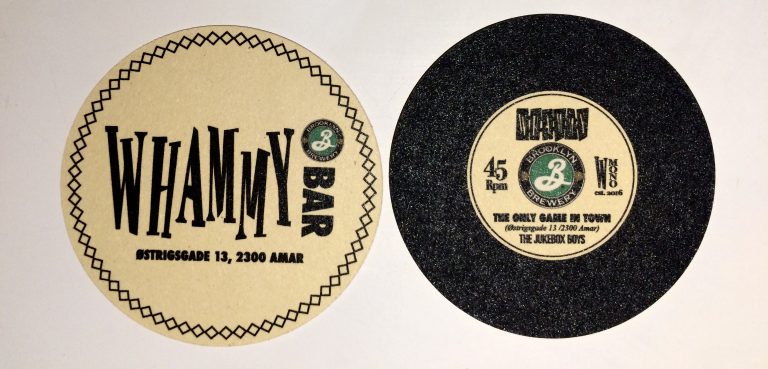 WHAMMY
BAR
BROOKLYN
B
BREWERY
ØSTRIGSGADE 13, 2300 AMAR
45
Rpm
BROOKLYN
B
BREWERY
W
MONO
est. 2016
THE ONLY GAME IN TOWN
(Østrigsgade 13 /2300 Amar)
THE JUKEBOX BOYS